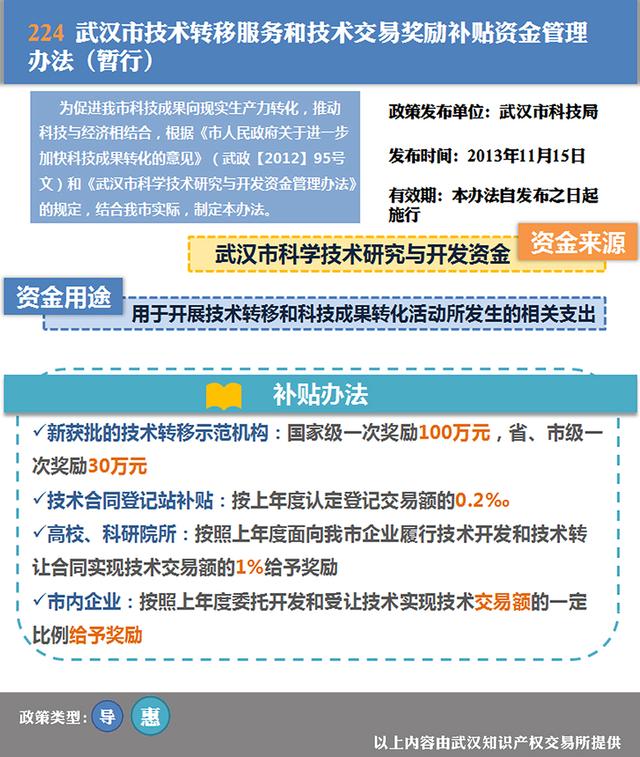 224 武汉市技术转移服务和技术交易奖励补贴资金管理
办法（暂行）
为促进我市科技成果向现实生产力转化，推动
科技与经济相结合，根据《市人民政府关于进一步
加快科技成果转化的意见》（武政【2012】95号
文）和《武汉市科学技术研究与开发资金管理办法》
的规定，结合我市实际，制定本办法。
政策发布单位：武汉市科技局
发布时间：2013年11月15日
有效期：本办法自发布之日起
施行
资金来源
武汉市科学技术研究与开发资金
资金用途
用于开展技术转移和科技成果转化活动所发生的相关支出
补贴办法
✓新获批的技术转移示范机构：国家级一次奖励100万元，省、市级一
次奖励30万元
✓技术合同登记站补贴：按上年度认定登记交易额的0.2‰
✓高校、科研院所：按照上年度面向我市企业履行技术开发和技术转
让合同实现技术交易额的1%给予奖励
✓市内企业：按照上年度委托开发和受让技术实现技术交易额的一定
比例给予奖励
政策类型：导 惠
以上内容由武汉知识产权交易所提供